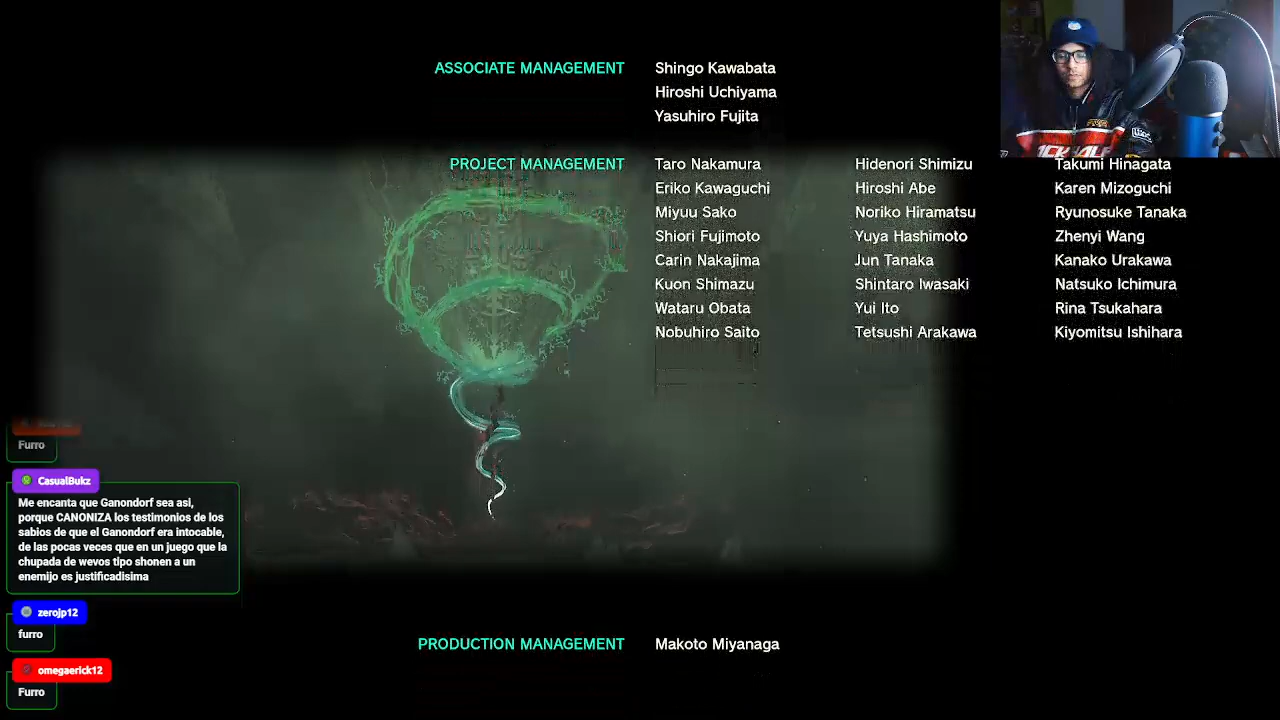 ASSOCIATE MANAGEMENT Shingo Kawabata
Hiroshi Uchiyama
Yasuhiro Fujita
PROJECT MANAGEMENT Taro Nakamura Hidenori Shimizu Takumi Hinagata
Eriko Kawaguchi Hiroshi Abe Karen Mizoguchi
Miyuu Sako Noriko Hiramatsu Ryunosuke Tanaka
Shiori Fujimoto Yuya Hashimoto Zhenyi Wang
Carin Nakajima Jun Tanaka Kanako Urakawa
Kuon Shimazu Shintaro Iwasaki Natsuko Ichimura
Wataru Obata Yui Ito Rina Tsukahara
Nobuhiro Saito Tetsushi Arakawa Kiyomitsu Ishihara
Furro
CasualBukz
Me encanta que Ganondorf sea asi,
porque CANONIZA los testimonios de los
sabios de que el Ganondorf era intocable,
de las pocas veces que en un juego que la
chupada de wevos tipo shonen a un
enemijo es justificadisima
zerojp12
furro
omegaerick12
Furro
PRODUCTION MANAGEMENT Makoto Miyanaga